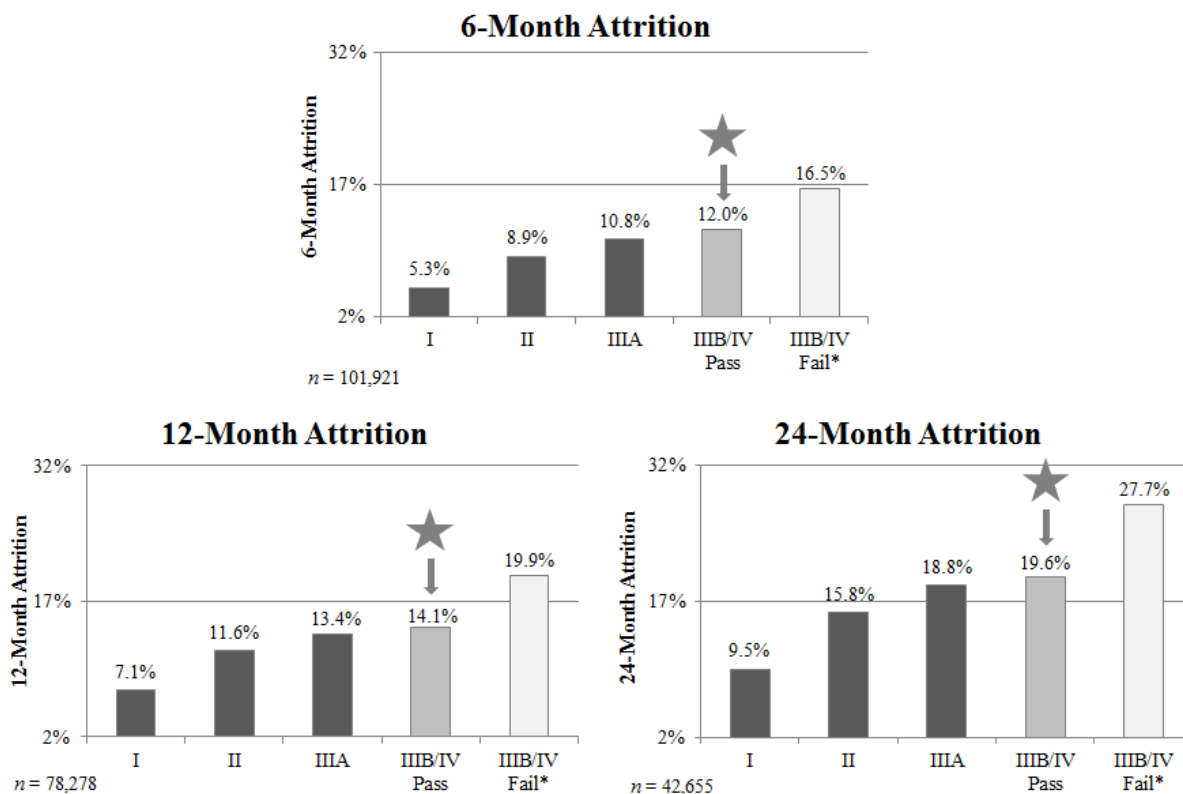 6-Month Attrition
32%
17%
2%
6-Month Attrition
5.3%
8.9%
10.8%
12.0%
16.5%
I
II
IIIA
IIIB/IV
Pass
IIIB/IV
Fail*
n = 101,921
12-Month Attrition
32%
17%
2%
12-Month Attrition
7.1%
11.6%
13.4%
14.1%
19.9%
I
II
IIIA
IIIB/IV
Pass
IIIB/IV
Fail*
n = 78,278
24-Month Attrition
32%
17%
2%
24-Month Attrition
9.5%
15.8%
18.8%
19.6%
27.7%
I
II
IIIA
IIIB/IV
Pass
IIIB/IV
Fail*
n = 42,655